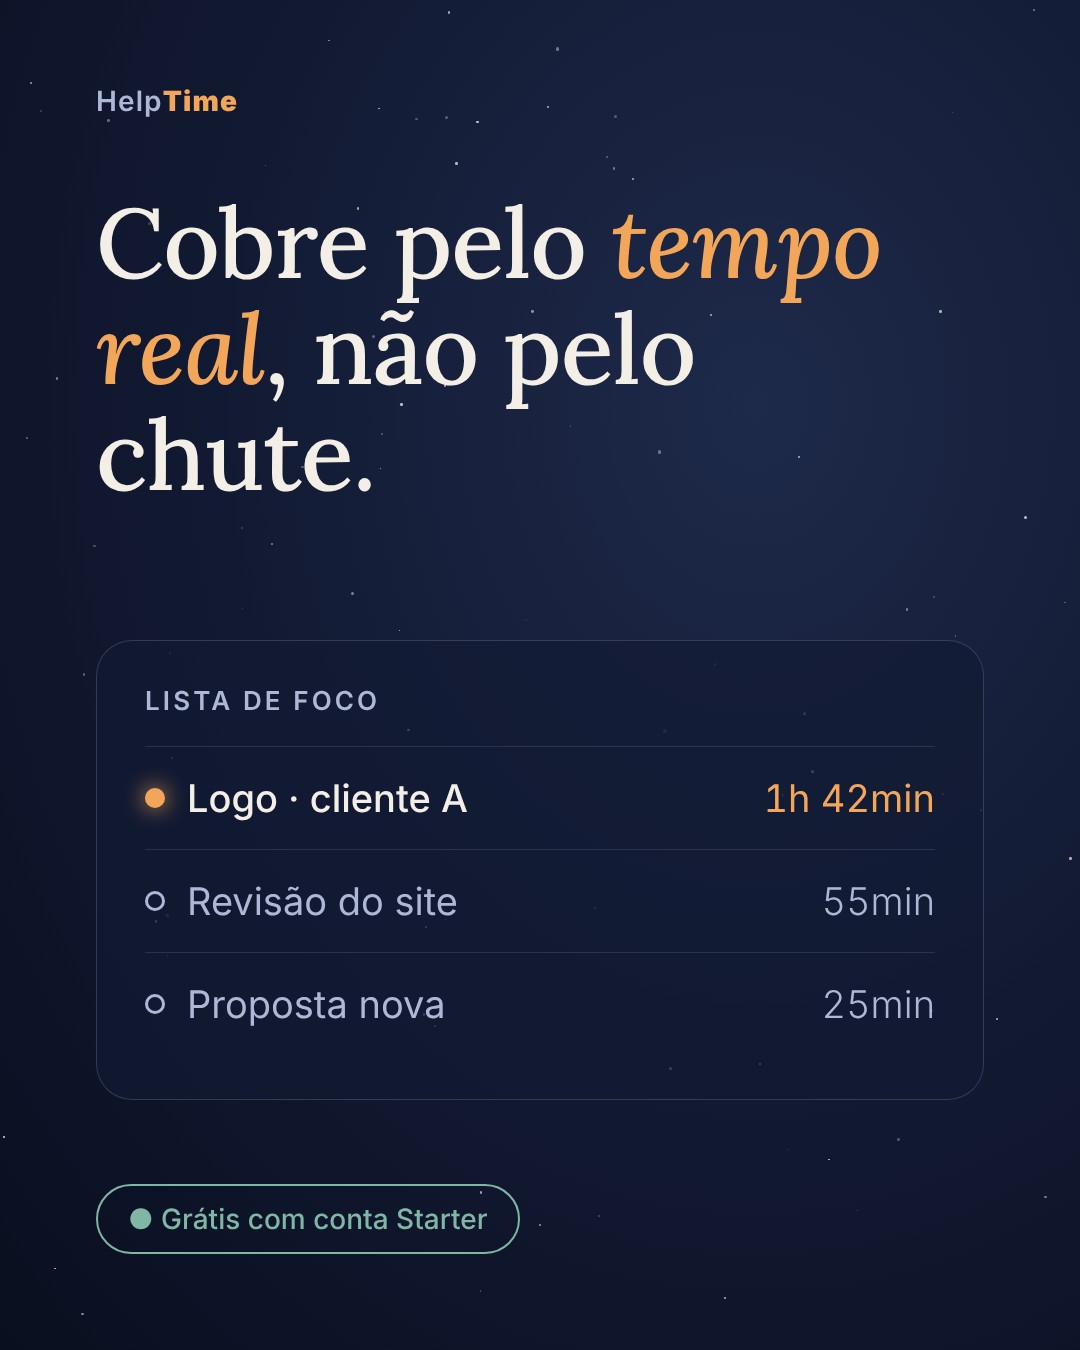 HelpTime
Cobre pelo tempo
real, não pelo
chute.
LISTA DE FOCO
Logo · cliente A 1h 42min
Revisão do site 55min
Proposta nova 25min
Grátis com conta Starter